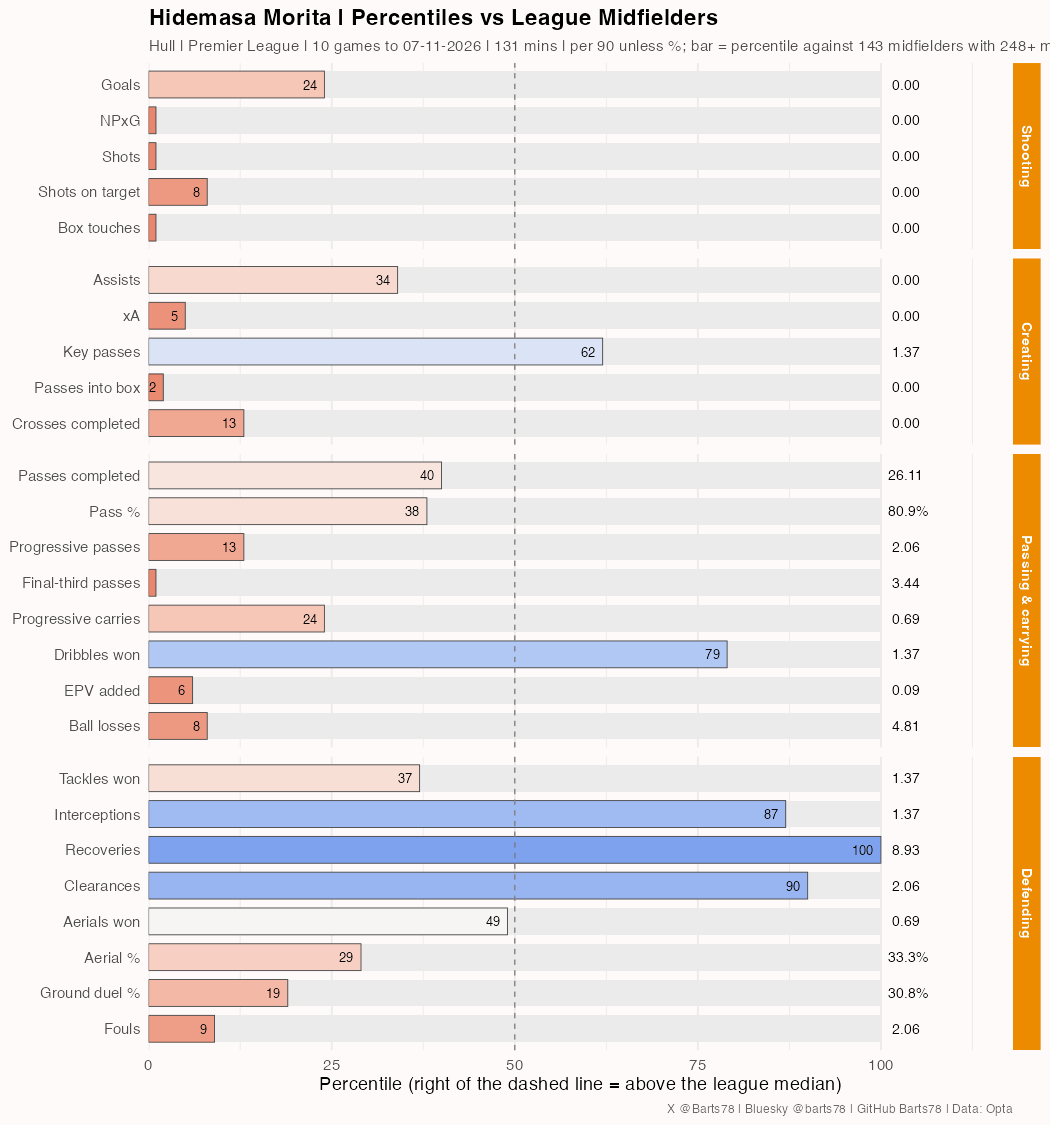 Hidemasa Morita | Percentiles vs League Midfielders
Hull | Premier League | 10 games to 07-11-2026 | 131 mins | per 90 unless %; bar = percentile against 143 midfielders with 248+ m
Goals 24 0.00
NPxG 0.00
Shots 0.00
Shots on target 8 0.00
Box touches 0.00
Shooting
Assists 34 0.00
xA 5 0.00
Key passes 62 1.37
Passes into box 2 0.00
Crosses completed 13 0.00
Creating
Passes completed 40 26.11
Pass % 38 80.9%
Progressive passes 13 2.06
Final-third passes 3.44
Progressive carries 24 0.69
Dribbles won 79 1.37
EPV added 6 0.09
Ball losses 8 4.81
Passing & carrying
Tackles won 37 1.37
Interceptions 87 1.37
Recoveries 100 8.93
Clearances 90 2.06
Aerials won 49 0.69
Aerial % 29 33.3%
Ground duel % 19 30.8%
Fouls 9 2.06
Defending
0 25 50 75 100
Percentile (right of the dashed line = above the league median)
X @Barts78 | Bluesky @barts78 | GitHub Barts78 | Data: Opta